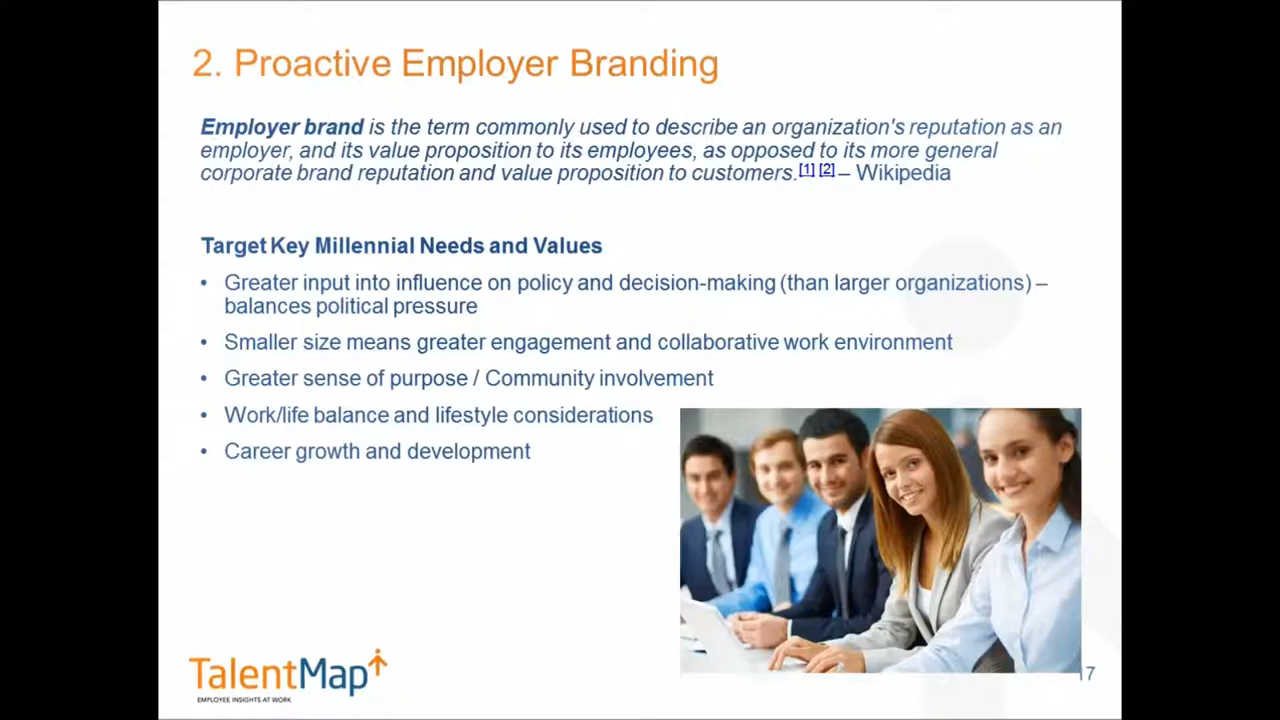 2. Proactive Employer Branding
Employer brand is the term commonly used to describe an organization's reputation as an
employer, and its value proposition to its employees, as opposed to its more general
corporate brand reputation and value proposition to customers.[1] [2] – Wikipedia
Target Key Millennial Needs and Values
• Greater input into influence on policy and decision-making (than larger organizations) –
balances political pressure
• Smaller size means greater engagement and collaborative work environment
• Greater sense of purpose / Community involvement
• Work/life balance and lifestyle considerations
• Career growth and development
TalentMap
EMPLOYEE INSIGHTS AT WORK
17